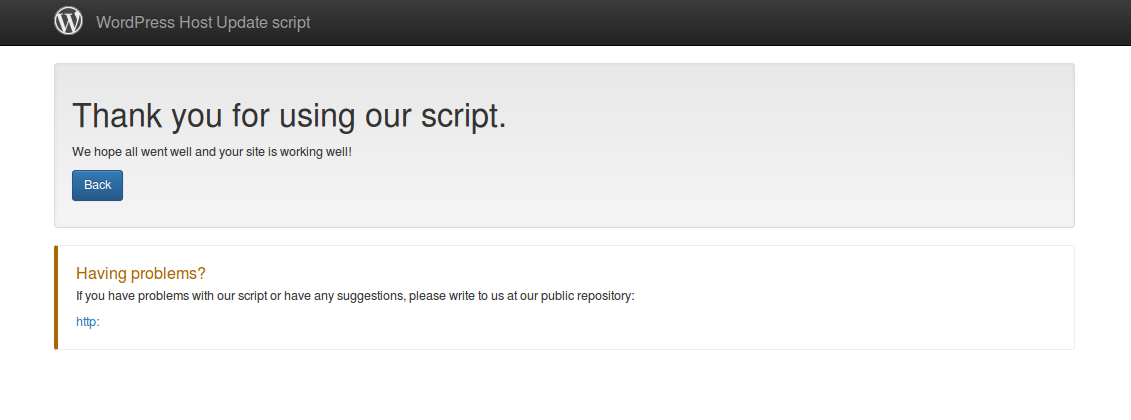 WordPress Host Update script
Thank you for using our script.
We hope all went well and your site is working well!
Back
Having problems?
If you have problems with our script or have any suggestions, please write to us at our public repository:
http: